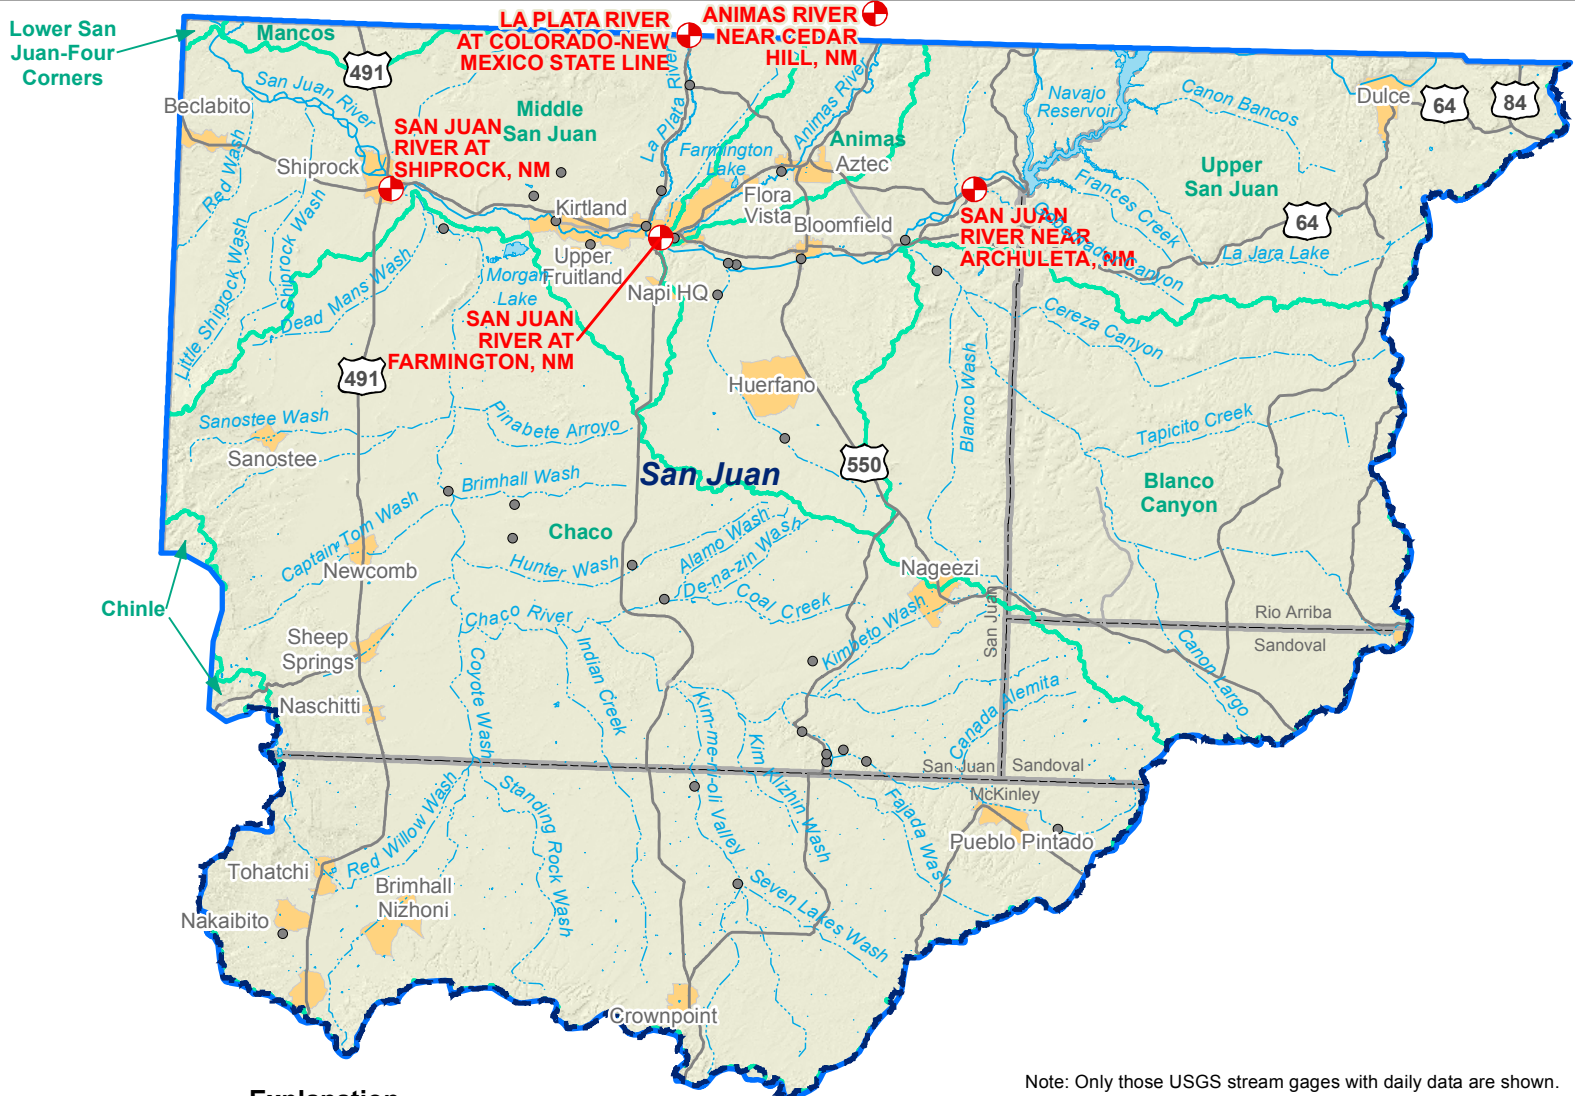 Lower San
Juan-Four
Corners
Mancos
491
LA PLATA RIVER
AT COLORADO-NEW
MEXICO STATE LINE
ANIMAS RIVER
NEAR CEDAR
HILL, NM
San Juan River
Beclabito
Middle
San Juan
La Plata River
Animas River
Navajo
Reservoir
Canon Bancos
Dulce
64
84
SAN JUAN
RIVER AT
SHIPROCK, NM
Shiprock
Red Wash
Farmington
Lake
Animas
Aztec
Upper
San Juan
Frances Creek
Kirtland
Flora
Vista
Bloomfield
SAN JUAN
RIVER NEAR
ARCHULETA, NM
64
La Jara Lake
Little Shiprock Wash
Shiprock Wash
Dead Mans Wash
Morgan
Lake
Upper
Fruitland
Napi HQ
SAN JUAN
RIVER AT
FARMINGTON, NM
Cereza Canyon
491
Huerfano
Blanco Wash
Sanostee Wash
Sanostee
Pinabete Arroyo
Tapicito Creek
San Juan
550
Brimhall Wash
Blanco
Canyon
Captain Tom Wash
Newcomb
Chaco
Hunter Wash
Alamo Wash
De-na-zin Wash
Coal Creek
Nageezi
Chinle
Chaco River
Kimbeto Wash
San Juan
Rio Arriba
Sandoval
Sheep
Springs
Naschitti
Coyote Wash
Indian Creek
Kim-me-ni-oli Valley
Kim Klizhin Wash
Canada Alemita
Canon Largo
San Juan
Sandoval
McKinley
Fajada Wash
Pueblo Pintado
Red Willow Wash
Standing Rock Wash
Tohatchi
Brimhall
Nizhoni
Nakaibito
Seven Lakes Wash
Crownpoint
Note: Only those USGS stream gages with daily data are shown.
Explanation